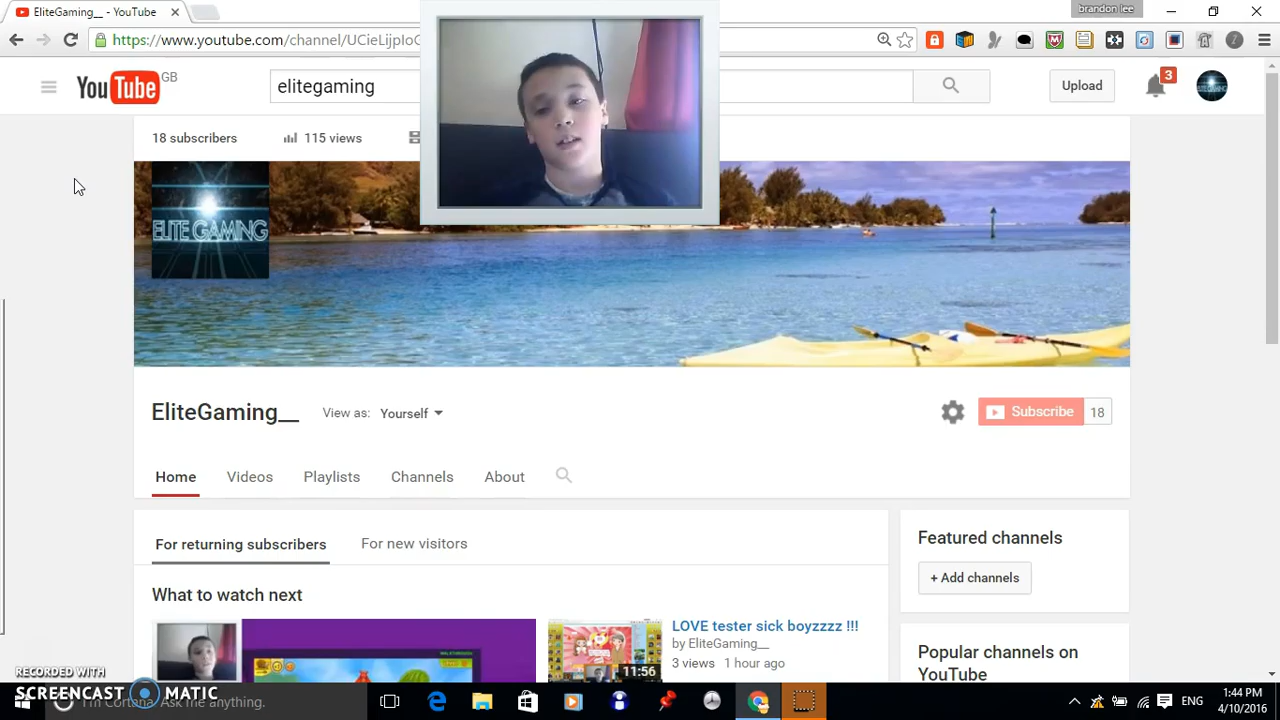 EliteGaming__ - YouTube
brandon lee
https://www.youtube.com/channel/UCieLijpIoC
YouTube GB
elitegaming
Upload
3
18 subscribers
115 views
ELITE GAMING
EliteGaming__
View as: Yourself
Subscribe 18
Home Videos Playlists Channels About
For returning subscribers
For new visitors
What to watch next
LOVE tester sick boyzzzz !!!
by EliteGaming__
3 views 1 hour ago
11:56
Featured channels
+ Add channels
Popular channels on
YouTube
RECORDED WITH
SCREENCAST MATIC
I'm Cortana. Ask me anything.
ENG
1:44 PM
4/10/2016